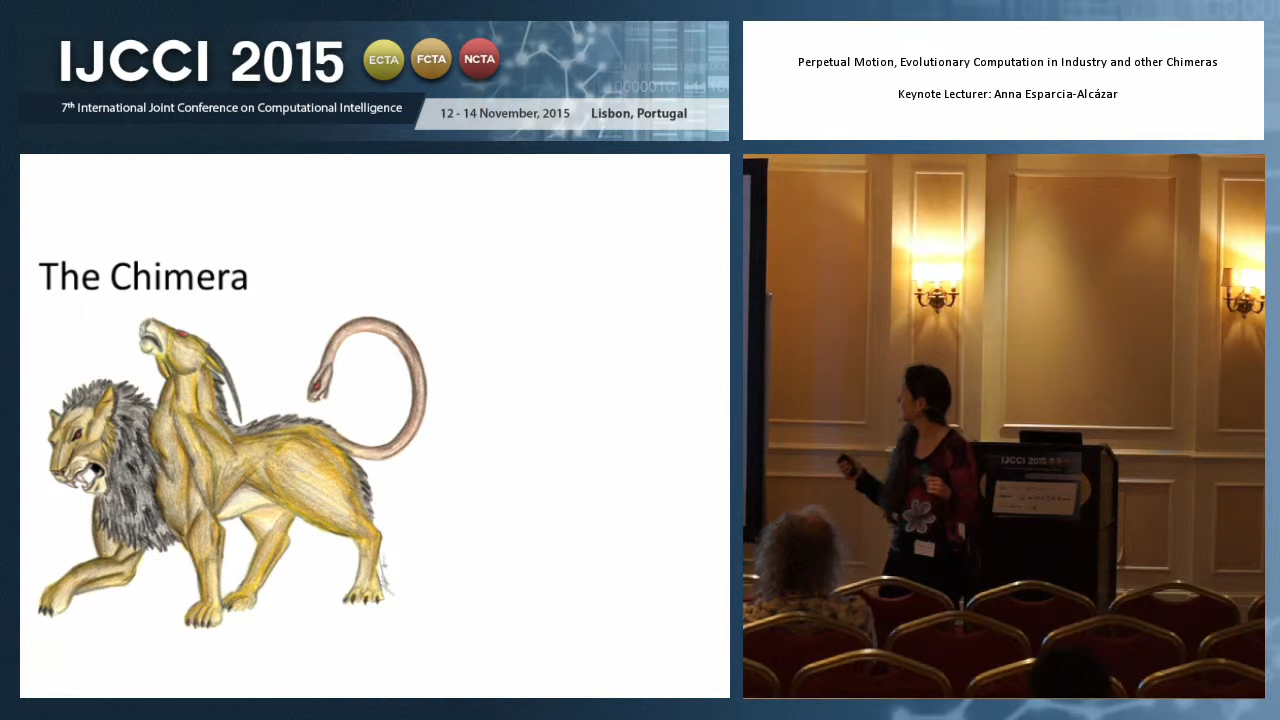 IJCCI 2015
ECTA
FCTA
NCTA
7th International Joint Conference on Computational Intelligence
12 - 14 November, 2015 Lisbon, Portugal
Perpetual Motion, Evolutionary Computation in Industry and other Chimeras
Keynote Lecturer: Anna Esparcia-Alcázar
The Chimera
IJCCI 2015